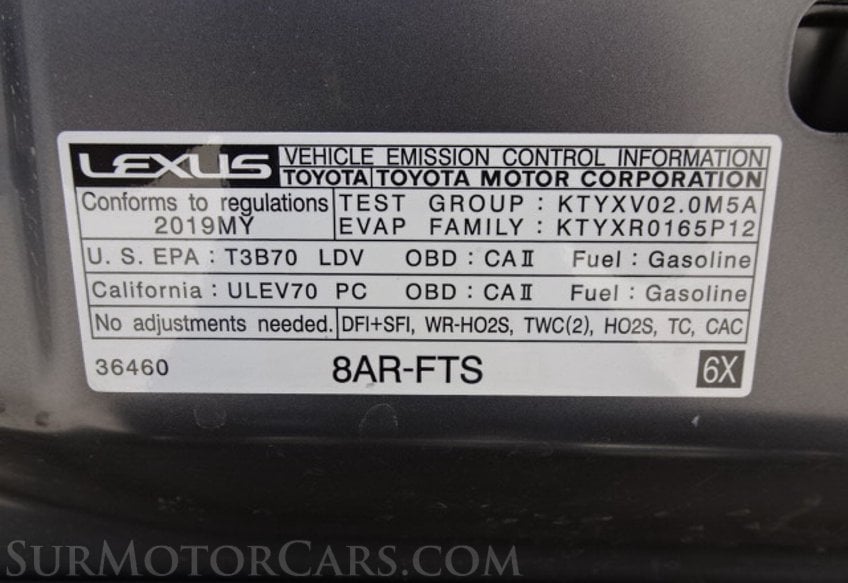 LEXUS VEHICLE EMISSION CONTROL INFORMATION
TOYOTA TOYOTA MOTOR CORPORATION
Conforms to regulations TEST GROUP : KTYXV02.0M5A
2019MY EVAP FAMILY : KTYXR0165P12
U. S. EPA : T3B70 LDV OBD : CAⅡ Fuel : Gasoline
California : ULEV70 PC OBD : CAⅡ Fuel : Gasoline
No adjustments needed. DFI+SFI, WR-HO2S, TWC(2), HO2S, TC, CAC
36460 8AR-FTS 6X
SurMotorCars.com